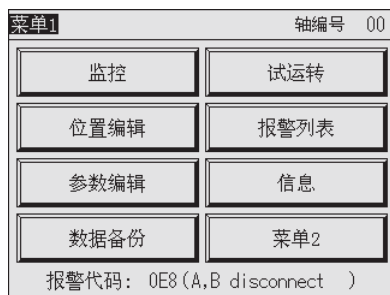 菜单1 轴编号 00
监控 试运转
位置编辑 报警列表
参数编辑 信息
数据备份 菜单2
报警代码: 0E8(A,B disconnect )